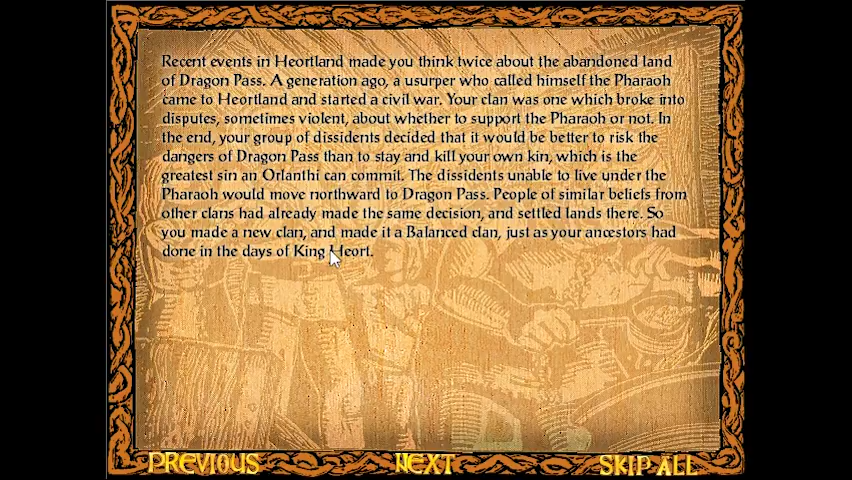 Recent events in Heortland made you think twice about the abandoned land
of Dragon Pass. A generation ago, a usurper who called himself the Pharaoh
came to Heortland and started a civil war. Your clan was one which broke into
disputes, sometimes violent, about whether to support the Pharaoh or not. In
the end, your group of dissidents decided that it would be better to risk the
dangers of Dragon Pass than to stay and kill your own kin, which is the
greatest sin an Orlanthi can commit. The dissidents unable to live under the
Pharaoh would move northward to Dragon Pass. People of similar beliefs from
other clans had already made the same decision, and settled lands there. So
you made a new clan, and made it a Balanced clan, just as your ancestors had
done in the days of King Heort.
PREVIOUS NEXT SKIP ALL